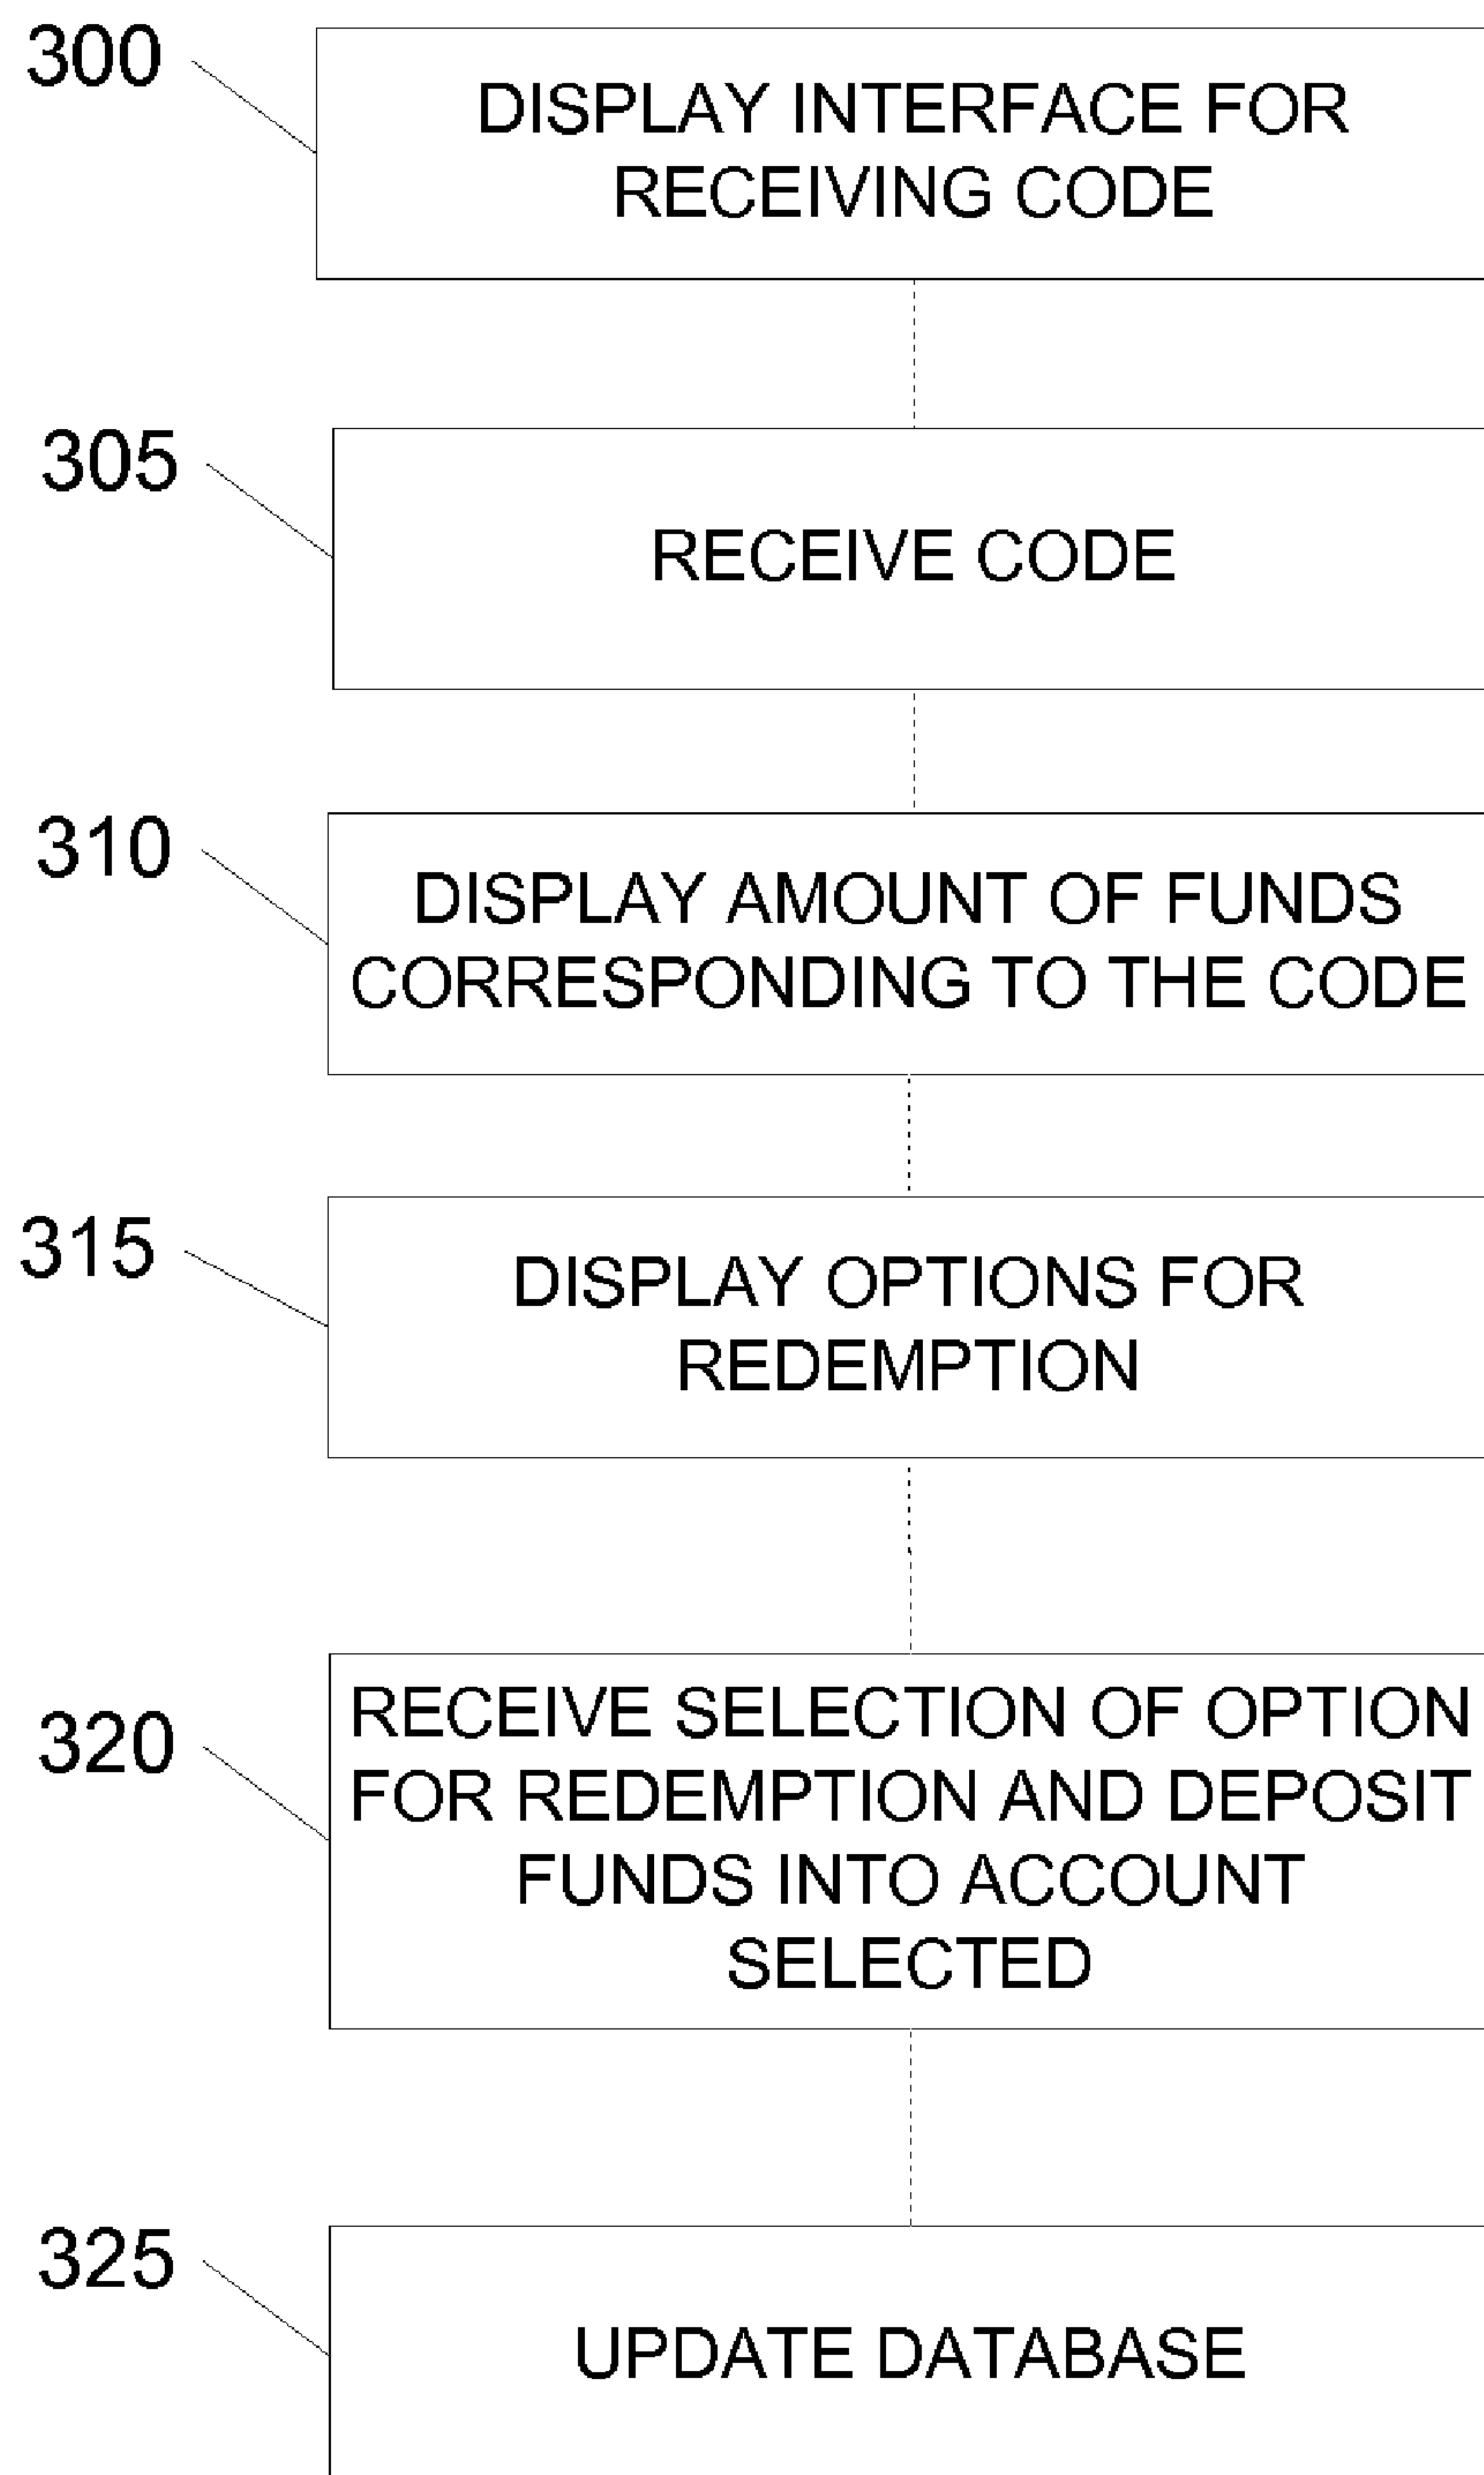 300
DISPLAY INTERFACE FOR
RECEIVING CODE
305
RECEIVE CODE
310
DISPLAY AMOUNT OF FUNDS
CORRESPONDING TO THE CODE
315
DISPLAY OPTIONS FOR
REDEMPTION
320
RECEIVE SELECTION OF OPTION
FOR REDEMPTION AND DEPOSIT
FUNDS INTO ACCOUNT
SELECTED
325
UPDATE DATABASE